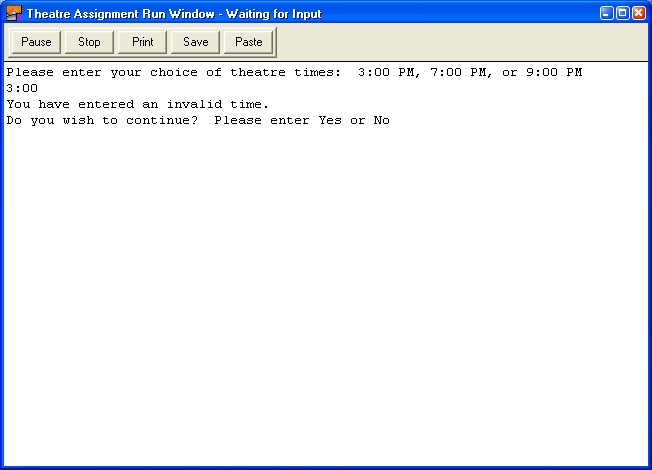 Theatre Assignment Run Window - Waiting for Input
Pause Stop Print Save Paste
Please enter your choice of theatre times:  3:00 PM, 7:00 PM, or 9:00 PM
3:00
You have entered an invalid time.
Do you wish to continue?  Please enter Yes or No